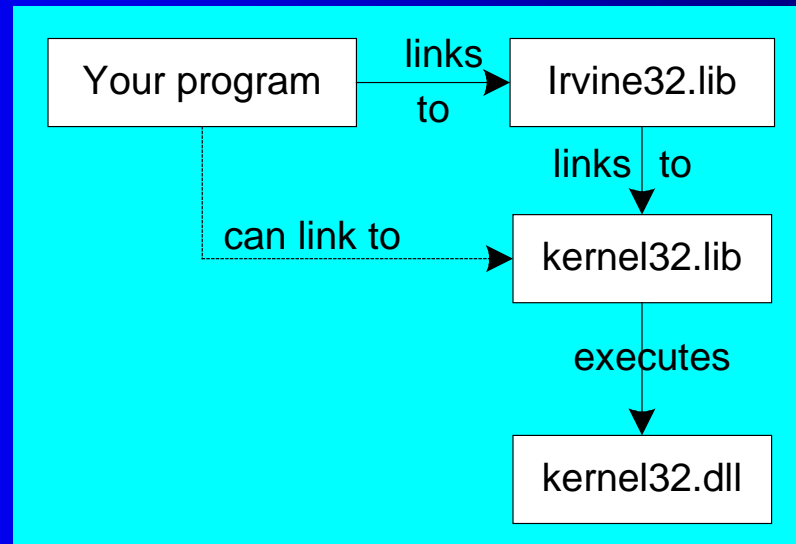 Your program
links
to
Irvine32.lib
links to
can link to
kernel32.lib
executes
kernel32.dll